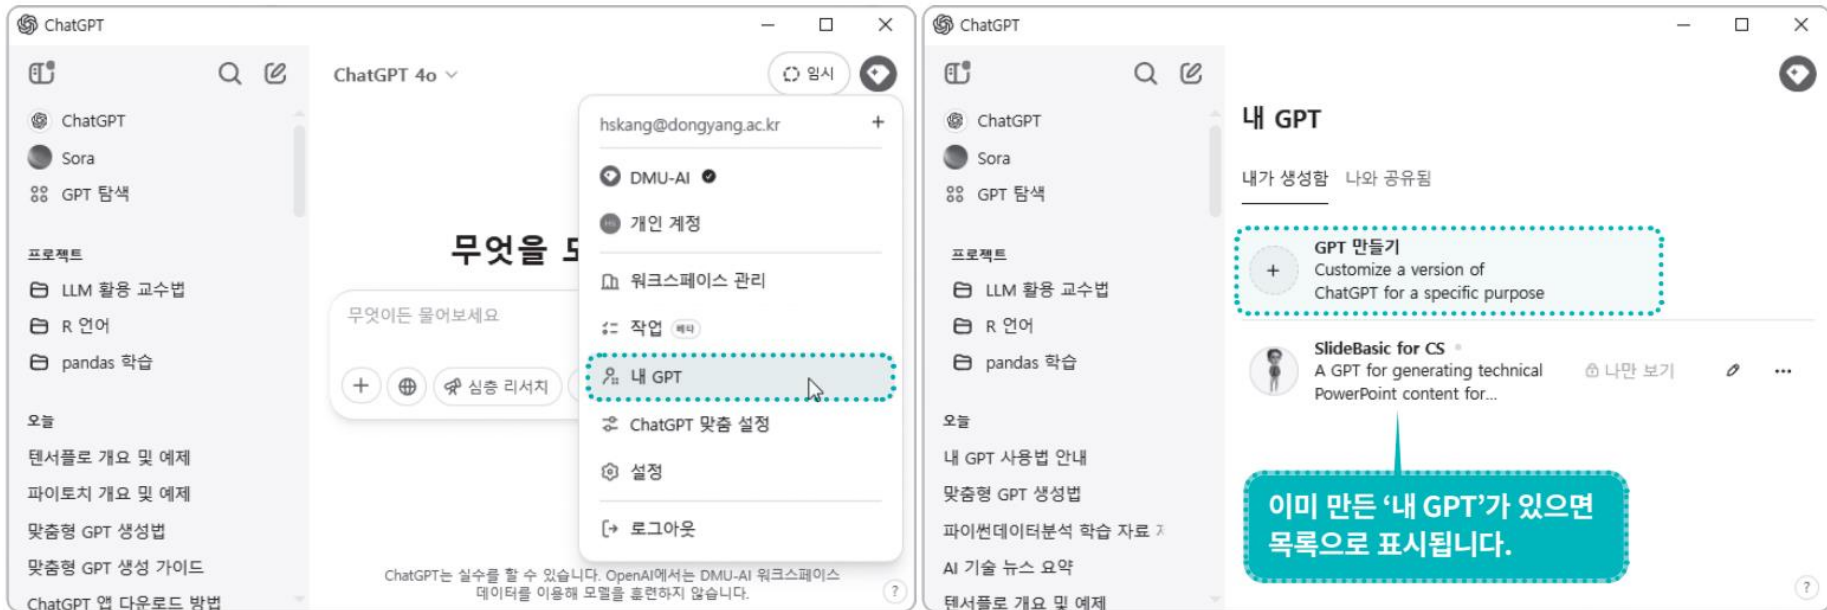 ChatGPT
ChatGPT
Sora
GPT 탐색
프로젝트
LLM 활용 교수법
R 언어
pandas 학습
오늘
텐서플로 개요 및 예제
파이토치 개요 및 예제
맞춤형 GPT 생성법
맞춤형 GPT 생성 가이드
ChatGPT 앱 다운로드 방법
ChatGPT 4o
임시
무엇을 도
무엇이든 물어보세요
심층 리서치
hskang@dongyang.ac.kr
DMU-AI
개인 계정
워크스페이스 관리
작업 베타
내 GPT
ChatGPT 맞춤 설정
설정
로그아웃
ChatGPT는 실수를 할 수 있습니다. OpenAI에서는 DMU-AI 워크스페이스
데이터를 이용해 모델을 훈련하지 않습니다.
?
ChatGPT
ChatGPT
Sora
GPT 탐색
프로젝트
LLM 활용 교수법
R 언어
pandas 학습
오늘
내 GPT 사용법 안내
맞춤형 GPT 생성법
파이썬데이터분석 학습 자료
AI 기술 뉴스 요약
텐서플로 개요 및 예제
내 GPT
내가 생성함 나와 공유됨
GPT 만들기
Customize a version of
ChatGPT for a specific purpose
SlideBasic for CS
A GPT for generating technical
PowerPoint content for...
나만 보기
이미 만든 ‘내 GPT’가 있으면
목록으로 표시됩니다.
?